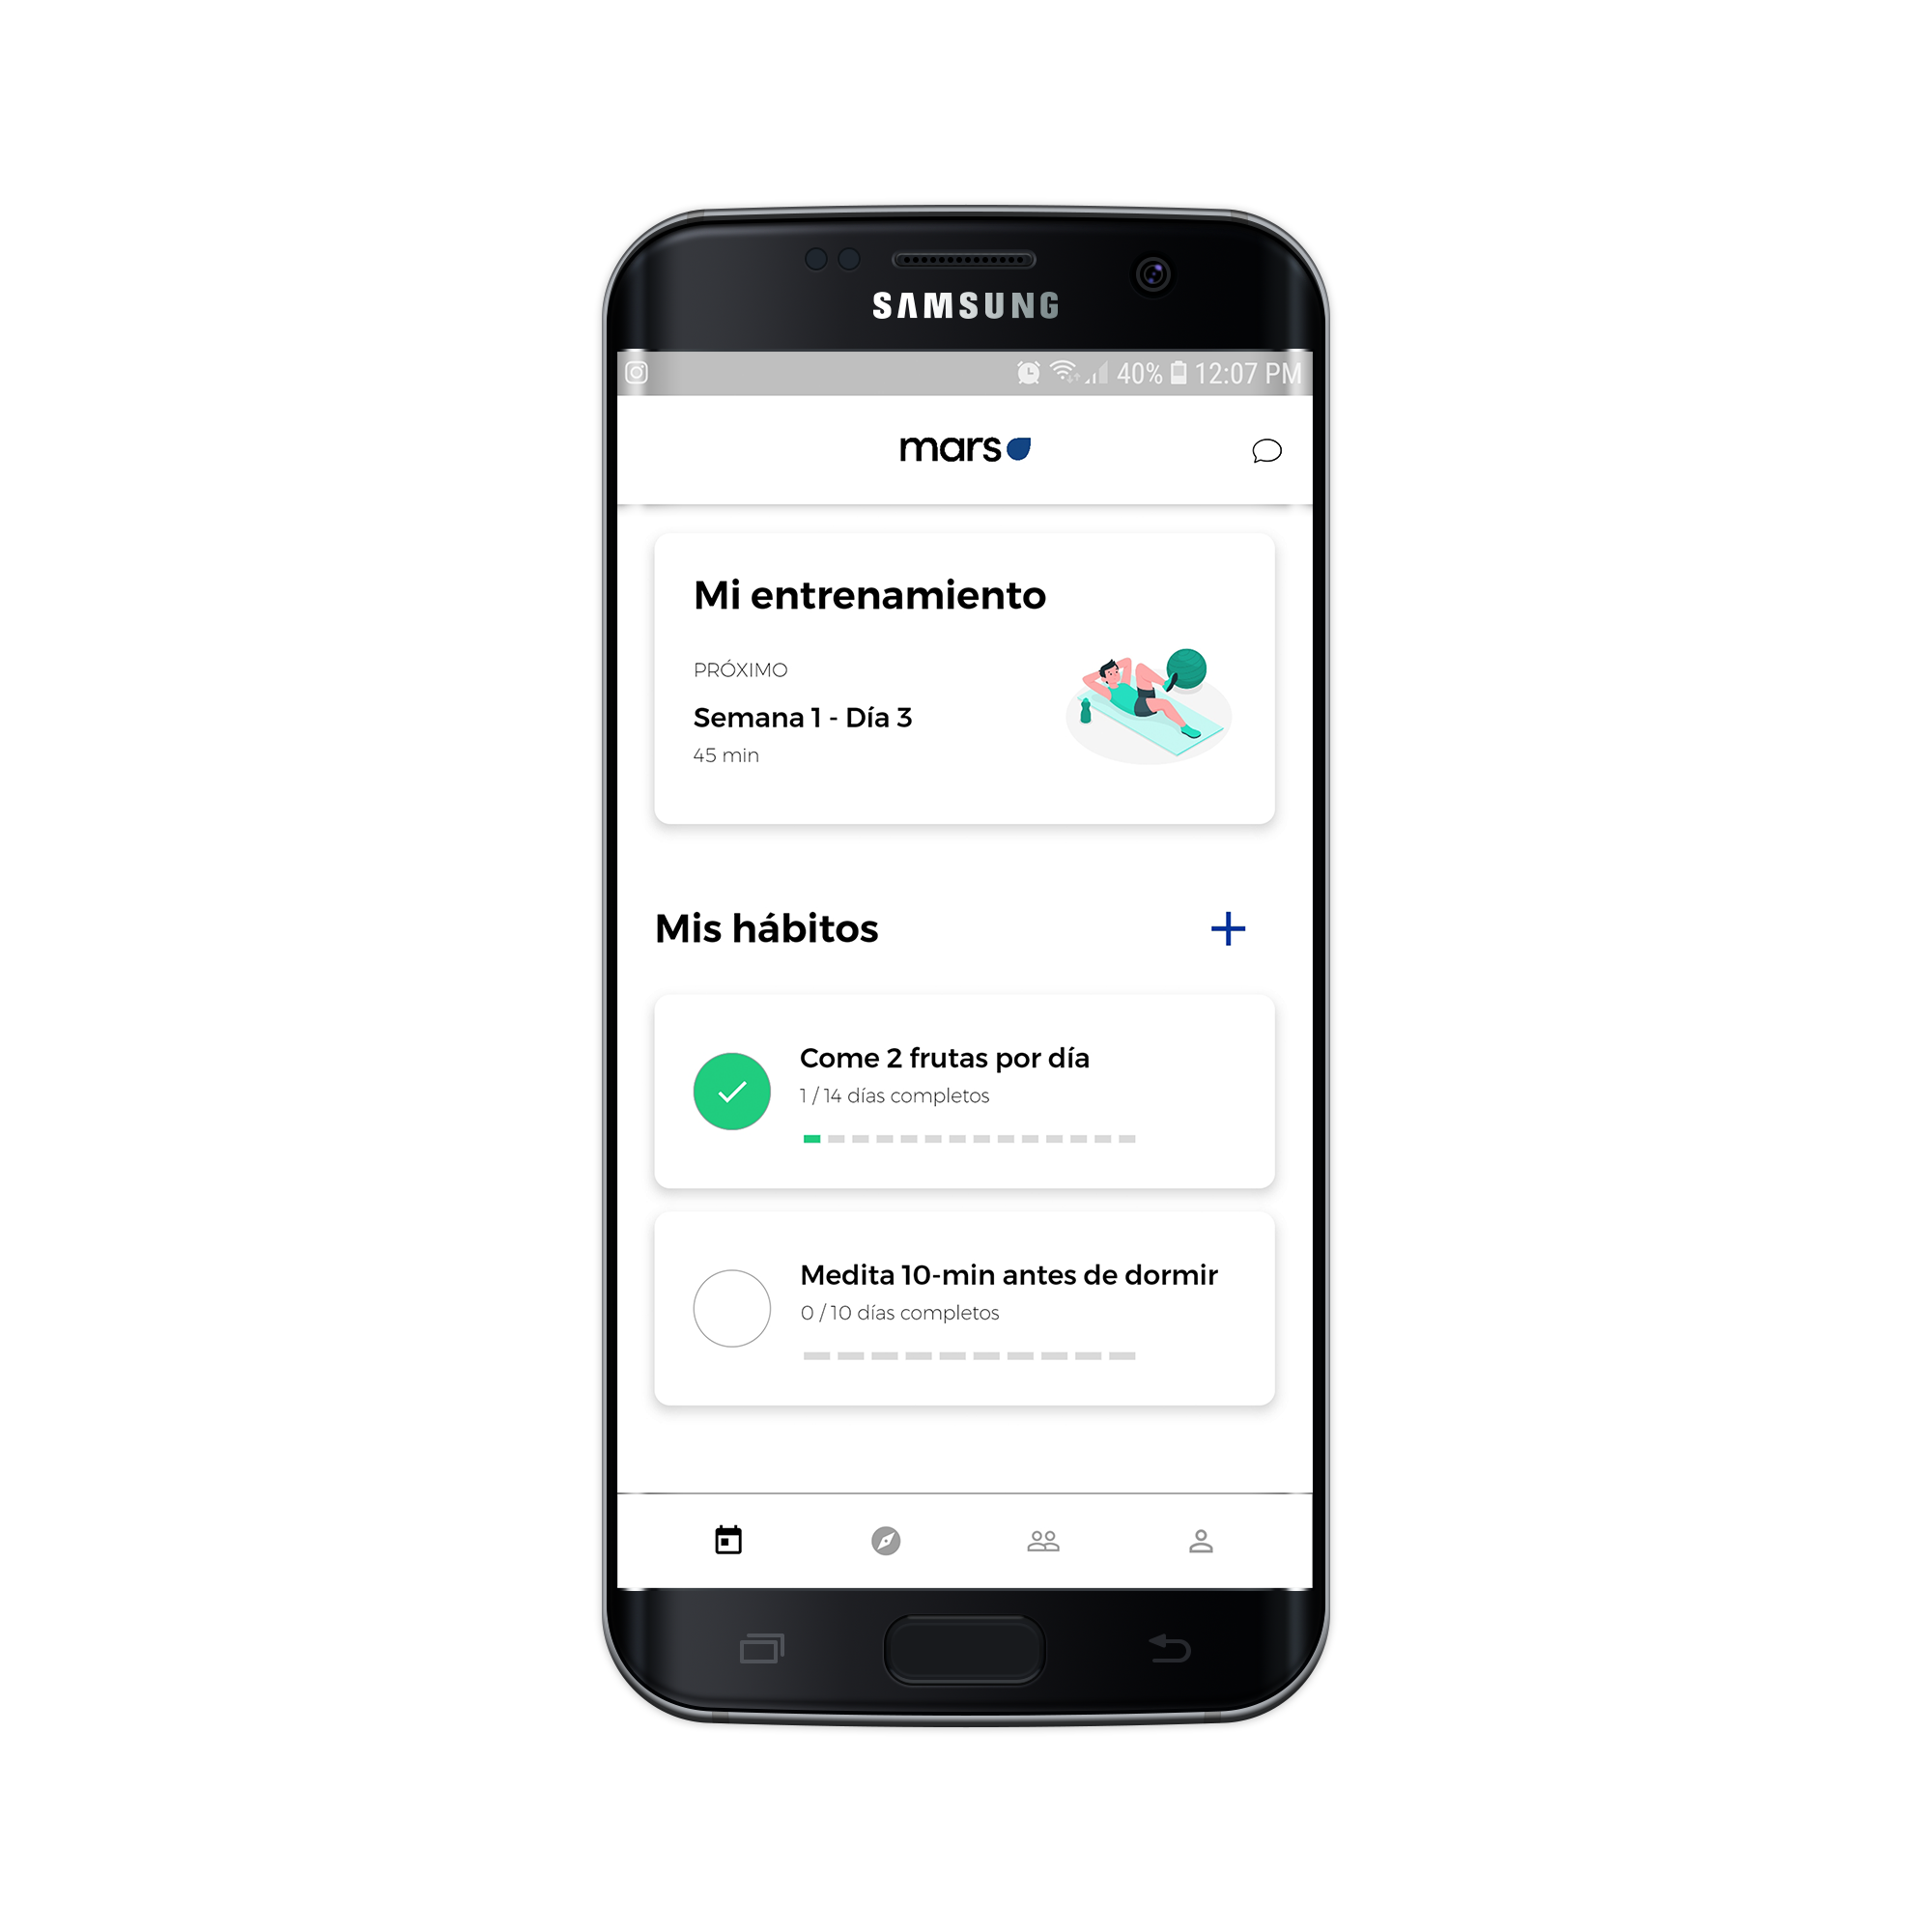 SAMSUNG
40% 12:07 PM
mars
Mi entrenamiento
PRÓXIMO
Semana 1 - Día 3
45 min
Mis hábitos
Come 2 frutas por día
1 / 14 días completos
Medita 10-min antes de dormir
0 / 10 días completos